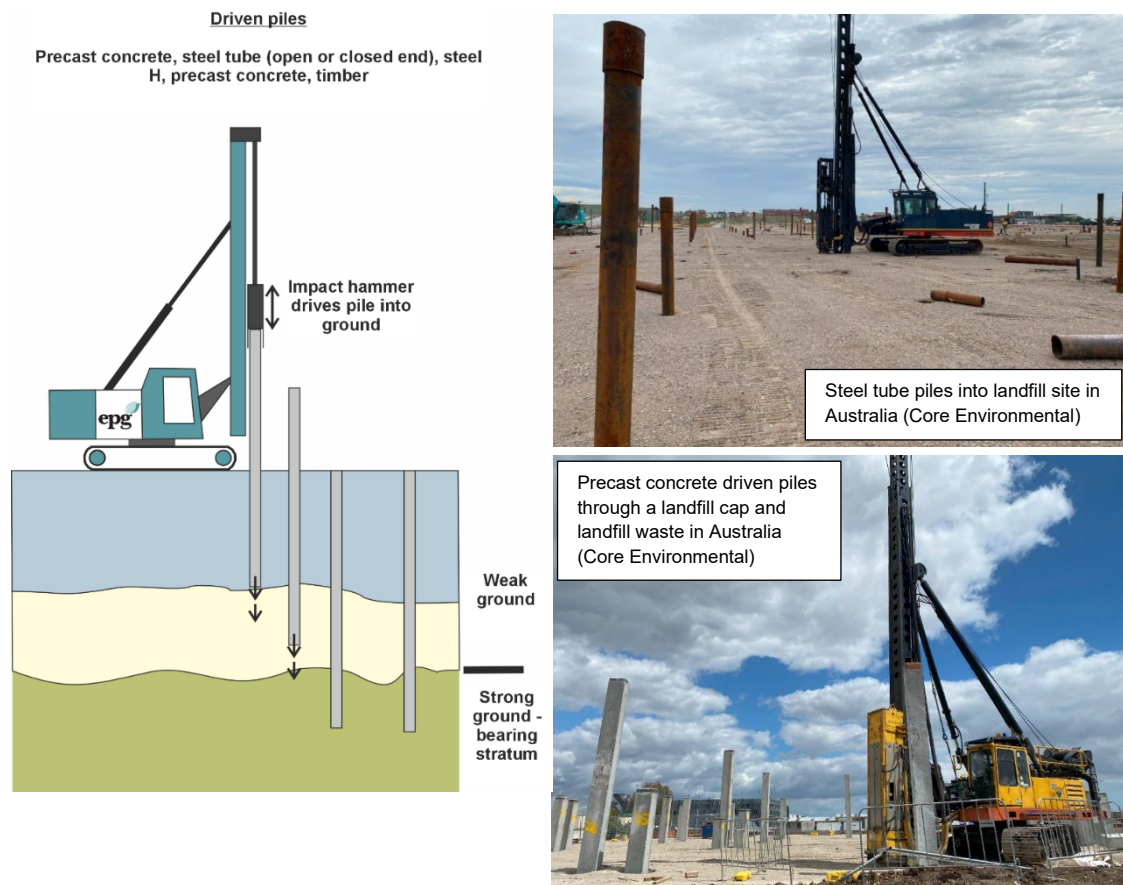 Driven piles
Precast concrete, steel tube (open or closed end), steel
H, precast concrete, timber
Impact hammer
drives pile into
ground
epg
Weak
ground
Strong
ground -
bearing
stratum
Steel tube piles into landfill site in
Australia (Core Environmental)
Precast concrete driven piles
through a landfill cap and
landfill waste in Australia
(Core Environmental)